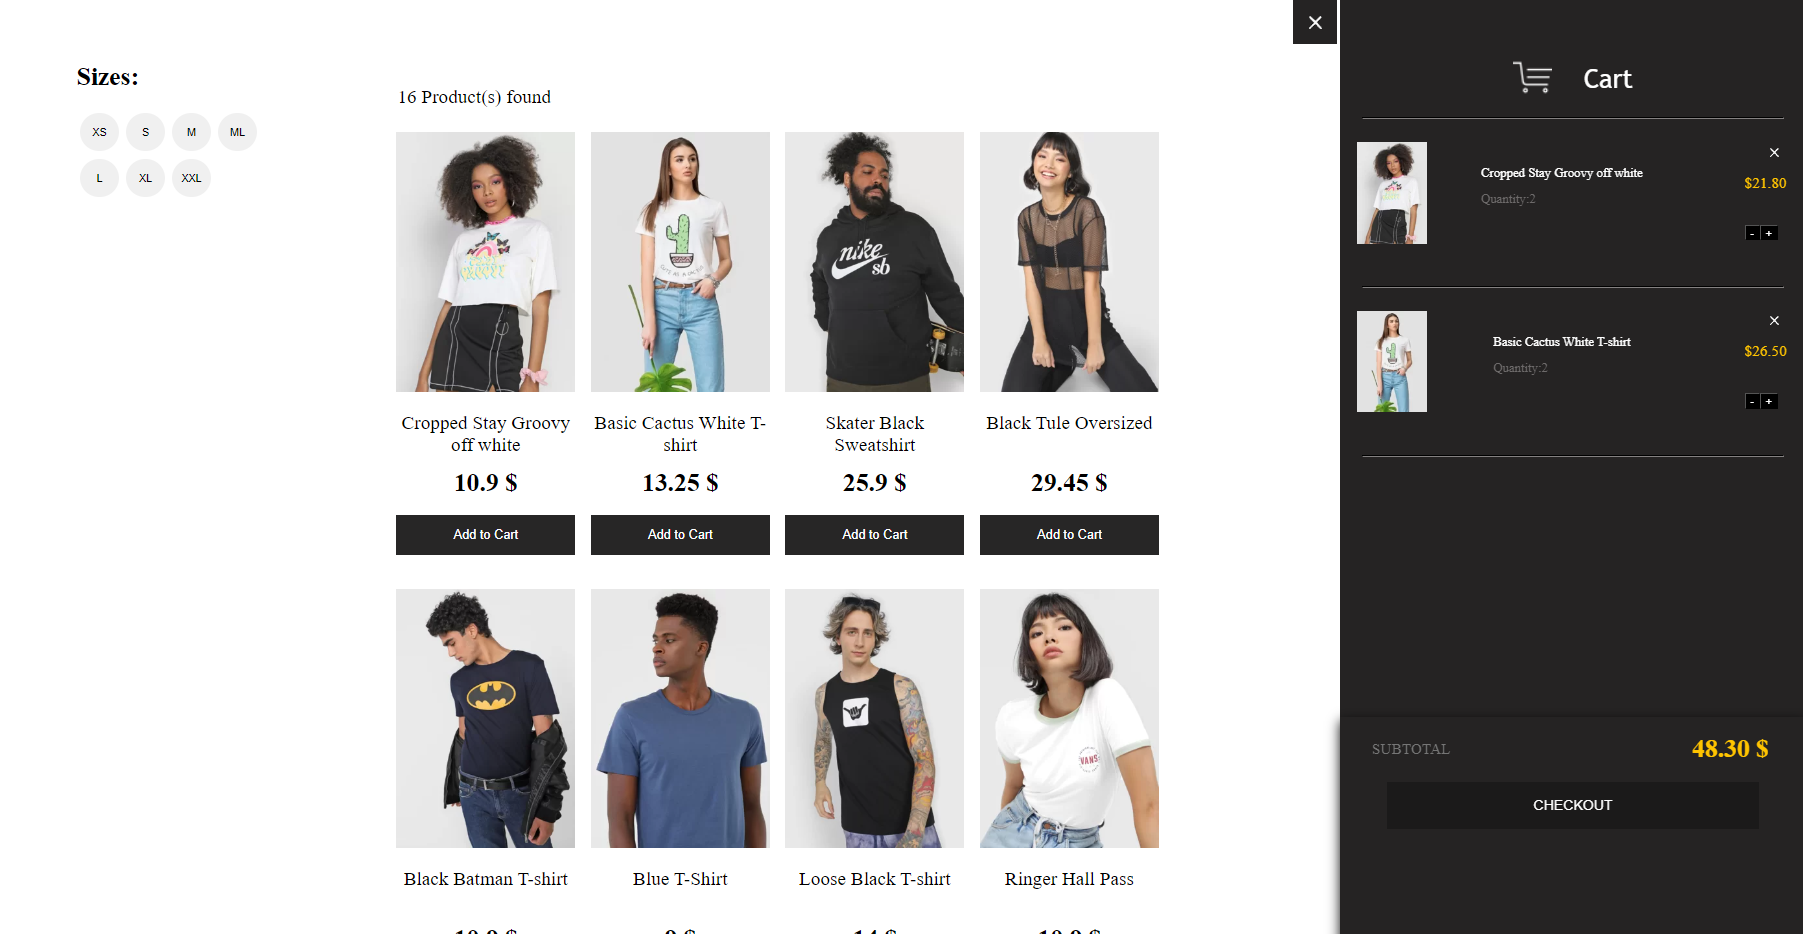 Sizes:
XS
S
M
ML
L
XL
XXL
16 Product(s) found
nike
sb
Cropped Stay Groovy
off white
10.9 $
Add to Cart
Basic Cactus White T-
shirt
13.25 $
Add to Cart
Skater Black
Sweatshirt
25.9 $
Add to Cart
Black Tule Oversized
29.45 $
Add to Cart
VANS
Black Batman T-shirt
Blue T-Shirt
Loose Black T-shirt
Ringer Hall Pass
Cart
Cropped Stay Groovy off white
Quantity:2
$21.80
- +
Basic Cactus White T-shirt
Quantity:2
$26.50
- +
SUBTOTAL
48.30 $
CHECKOUT